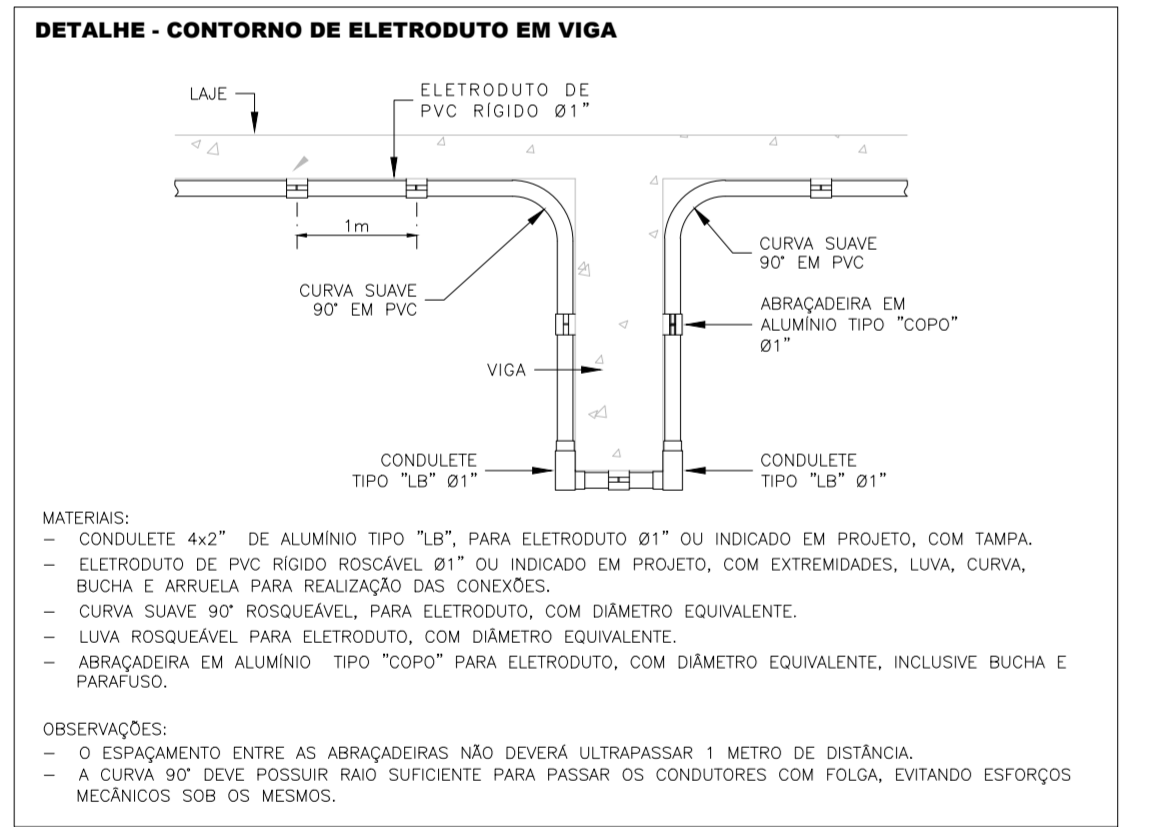 DETALHE - CONTORNO DE ELETRODUTO EM VIGA
LAJE
ELETRODUTO DE
PVC RÍGIDO Ø1"
1m
CURVA SUAVE
90° EM PVC
CURVA SUAVE
90° EM PVC
ABRAÇADEIRA EM
ALUMÍNIO TIPO "COPO"
Ø1"
VIGA
CONDULETE
TIPO "LB" Ø1"
CONDULETE
TIPO "LB" Ø1"
MATERIAIS:
– CONDULETE 4x2" DE ALUMÍNIO TIPO "LB", PARA ELETRODUTO Ø1" OU INDICADO EM PROJETO, COM TAMPA.
– ELETRODUTO DE PVC RÍGIDO ROSCÁVEL Ø1" OU INDICADO EM PROJETO, COM EXTREMIDADES, LUVA, CURVA,
BUCHA E ARRUELA PARA REALIZAÇÃO DAS CONEXÕES.
– CURVA SUAVE 90° ROSQUEÁVEL, PARA ELETRODUTO, COM DIÂMETRO EQUIVALENTE.
– LUVA ROSQUEÁVEL PARA ELETRODUTO, COM DIÂMETRO EQUIVALENTE.
– ABRAÇADEIRA EM ALUMÍNIO TIPO "COPO" PARA ELETRODUTO, COM DIÂMETRO EQUIVALENTE, INCLUSIVE BUCHA E
PARAFUSO.
OBSERVAÇÕES:
– O ESPAÇAMENTO ENTRE AS ABRAÇADEIRAS NÃO DEVERÁ ULTRAPASSAR 1 METRO DE DISTÂNCIA.
– A CURVA 90° DEVE POSSUIR RAIO SUFICIENTE PARA PASSAR OS CONDUTORES COM FOLGA, EVITANDO ESFORÇOS
MECÂNICOS SOB OS MESMOS.